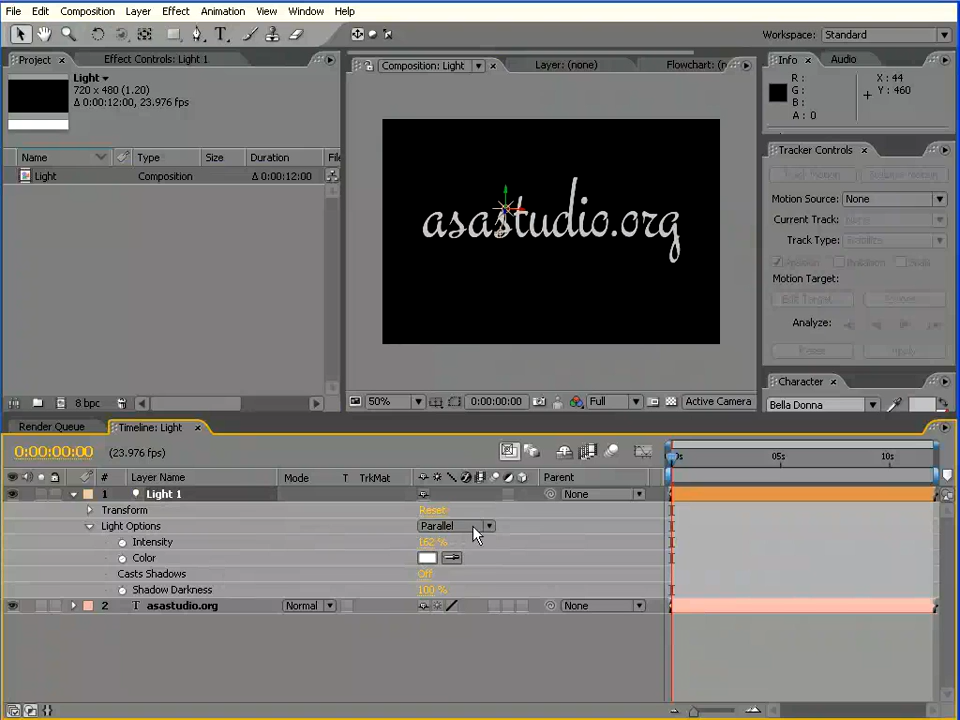 File Edit Composition Layer Effect Animation View Window Help
Workspace: Standard
Project Effect Controls: Light 1
Composition: Light Layer: (none)
Info Audio
Light
720 x 480 (1.20)
Δ 0:00:12:00, 23.976 fps
R :
G :
B :
A : 0
X : 44
Y : 460
Name Type Size Duration
Light Composition Δ 0:00:12:00
asastudio.org
Tracker Controls
Motion Source: None
Current Track:
Track Type:
Motion Target:
Analyze:
Character
Bella Donna
8 bpc
50% 0:00:00:00 Full Active Camera
Render Queue Timeline: Light
0:00:00:00 (23.976 fps)
05s 10s
# Layer Name Mode T TrkMat Parent
1 Light 1 None
Transform Reset
Light Options Parallel
Intensity 162 %
Color
Casts Shadows Off
Shadow Darkness 100 %
2 T asastudio.org Normal None